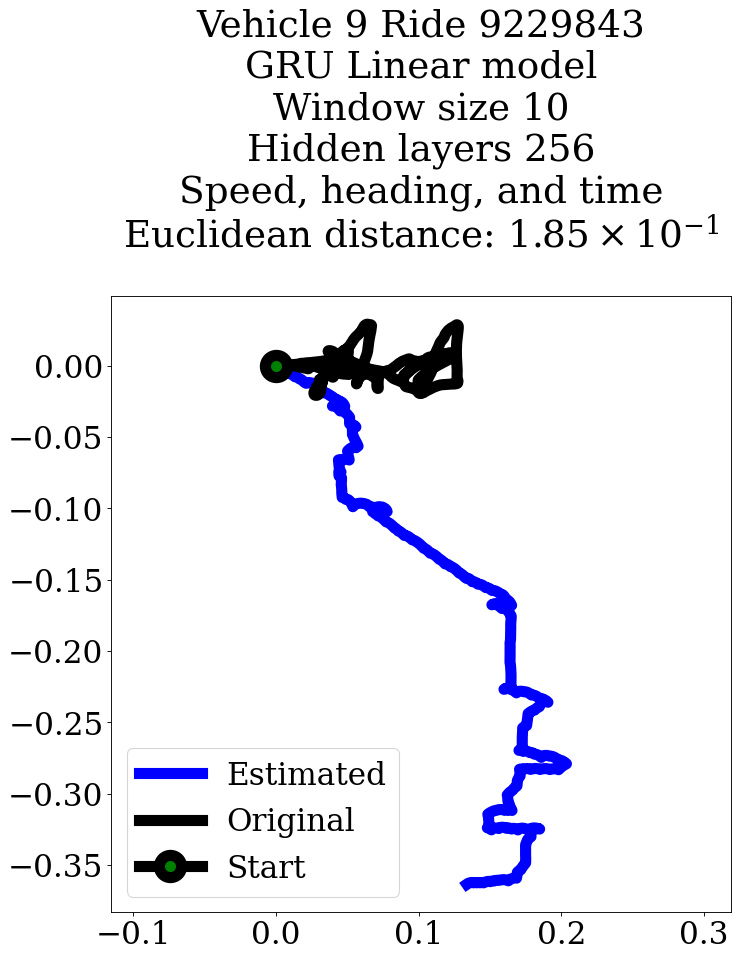 Vehicle 9 Ride 9229843
GRU Linear model
Window size 10
Hidden layers 256
Speed, heading, and time
Euclidean distance: 1.85 × 10⁻¹
0.00
−0.05
−0.10
−0.15
−0.20
−0.25
−0.30
−0.35
Estimated
Original
Start
−0.1 0.0 0.1 0.2 0.3